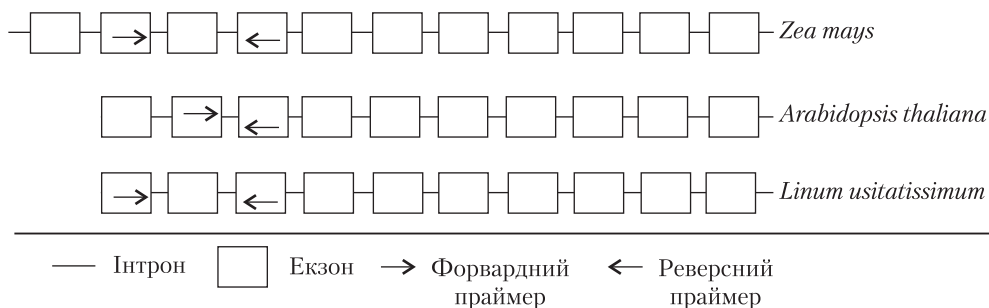 Zea mays
Arabidopsis thaliana
Linum usitatissimum
Інтрон Екзон Форвардний праймер Реверсний праймер